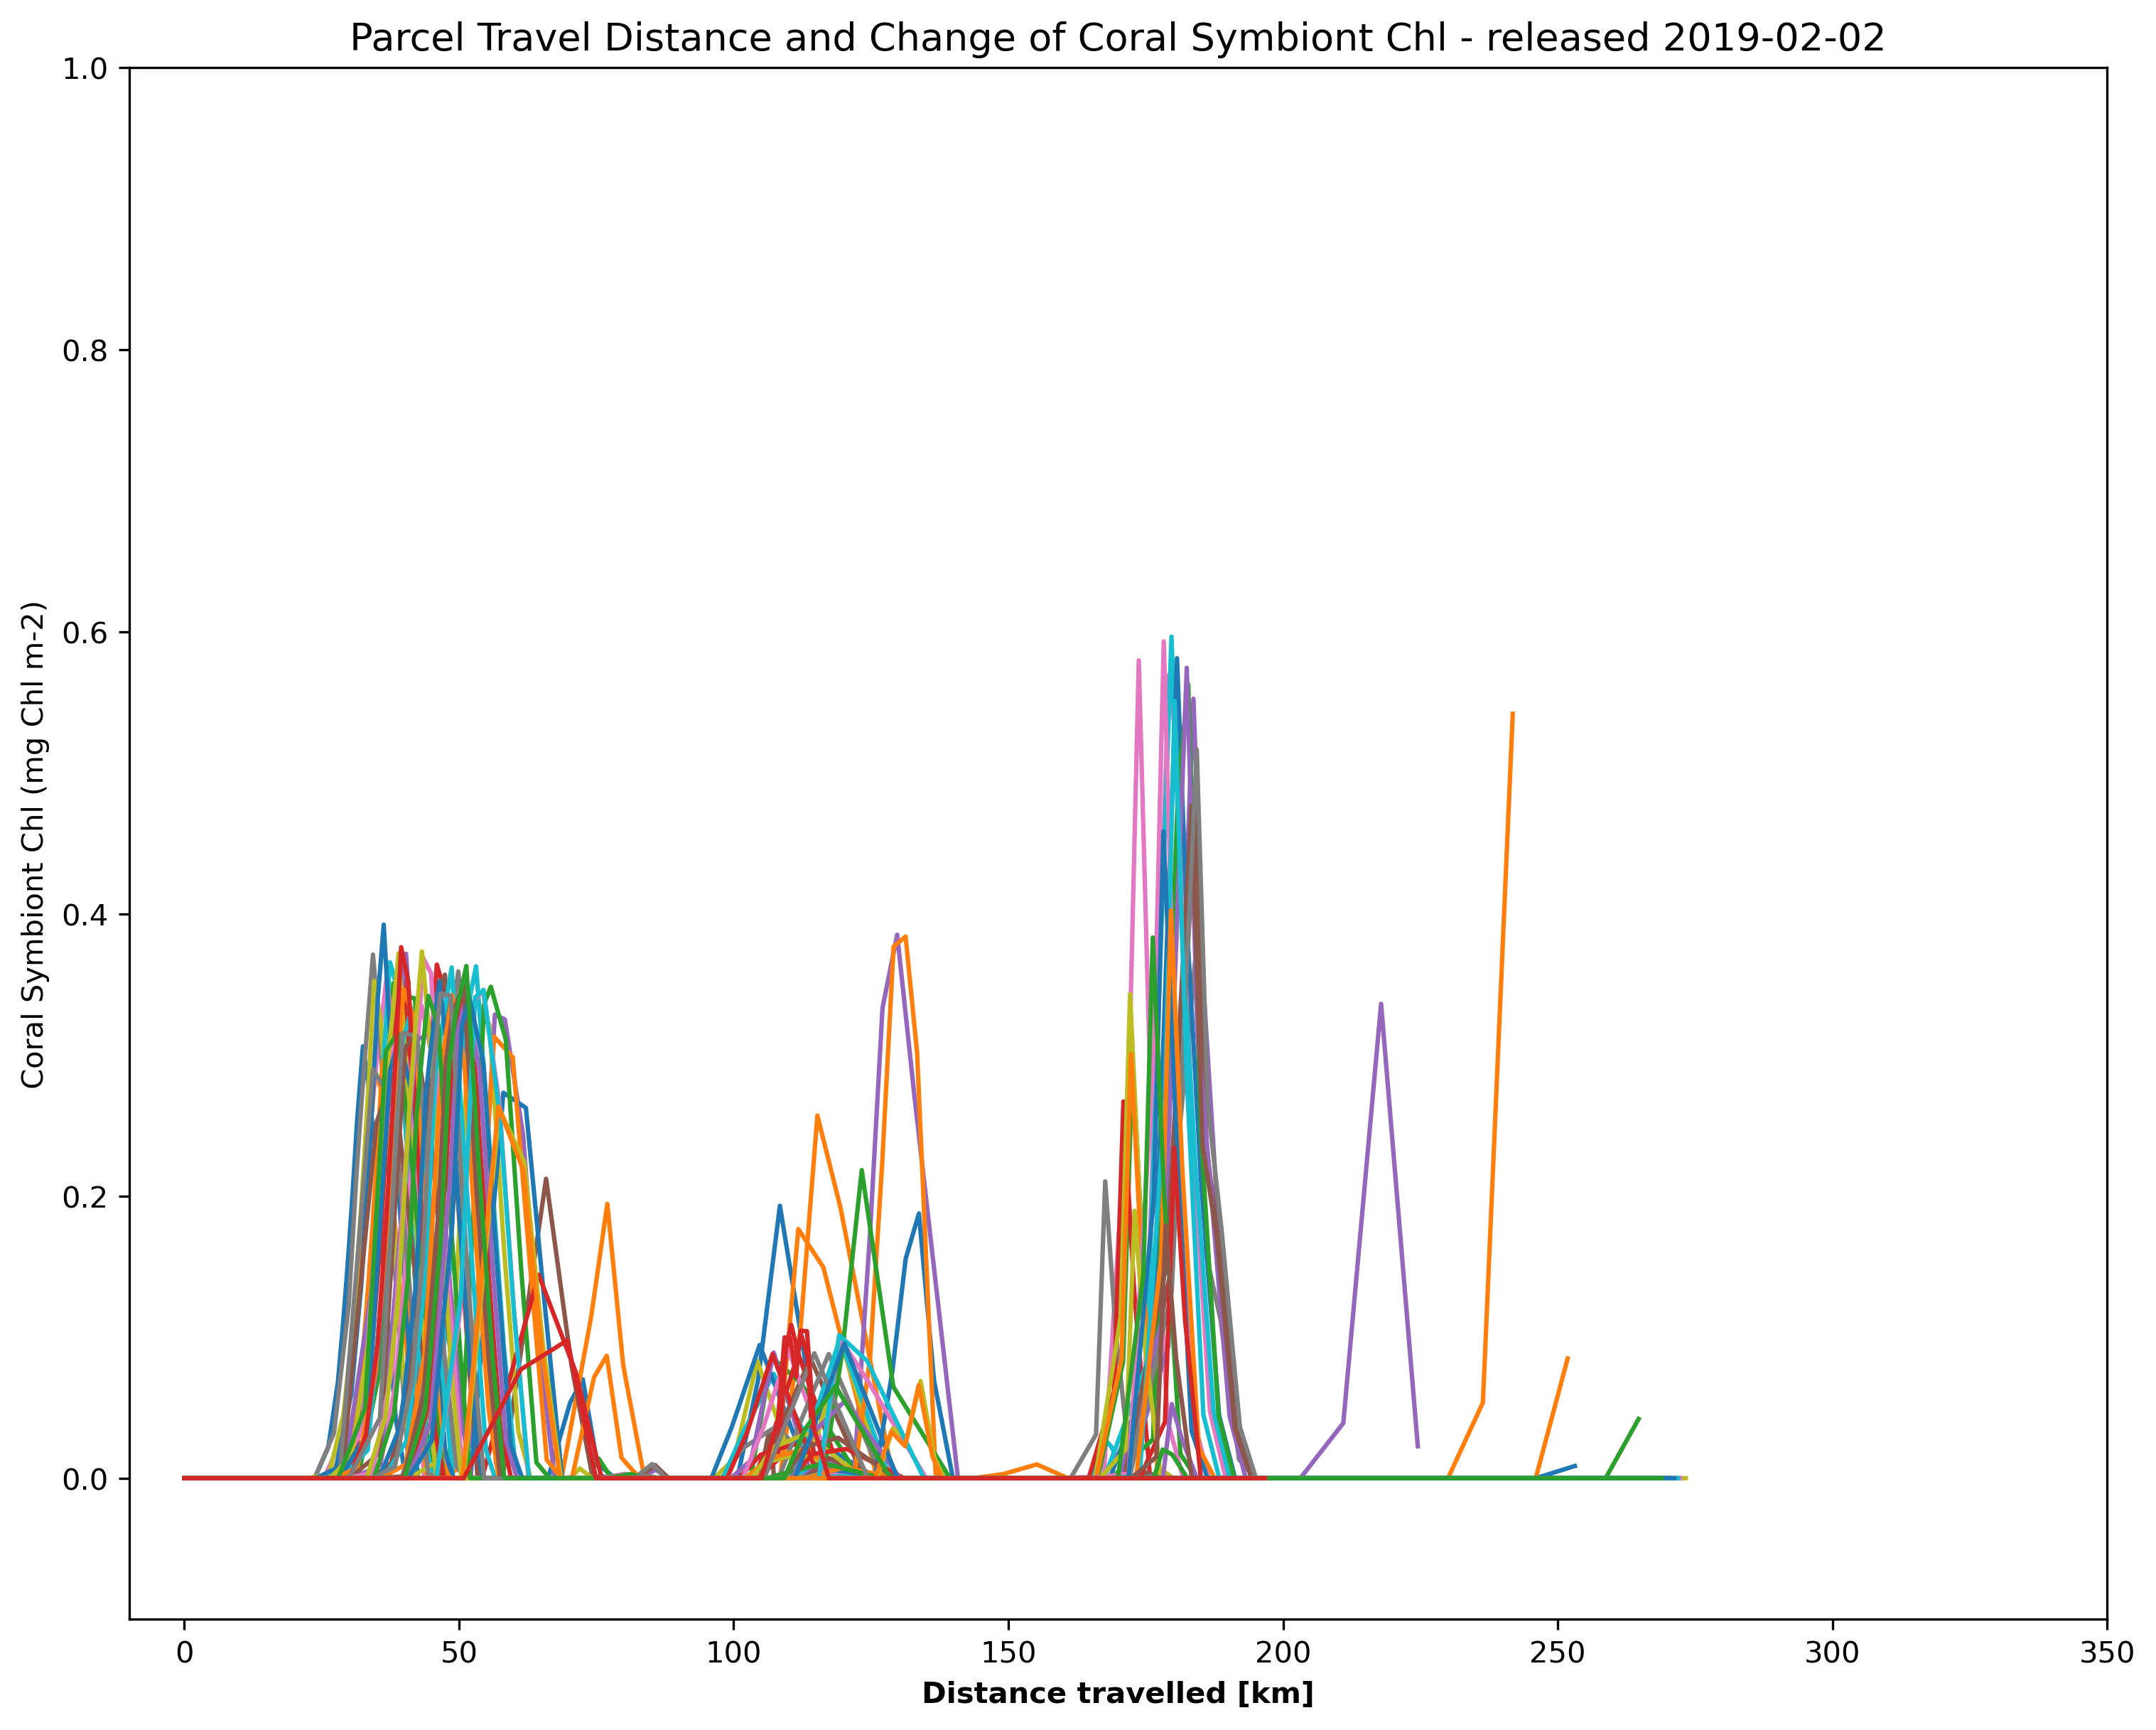 Parcel Travel Distance and Change of Coral Symbiont Chl - released 2019-02-02
1.0
0.8
0.6
0.4
0.2
0.0
Coral Symbiont Chl (mg Chl m-2)
0 50 100 150 200 250 300 350
Distance travelled [km]